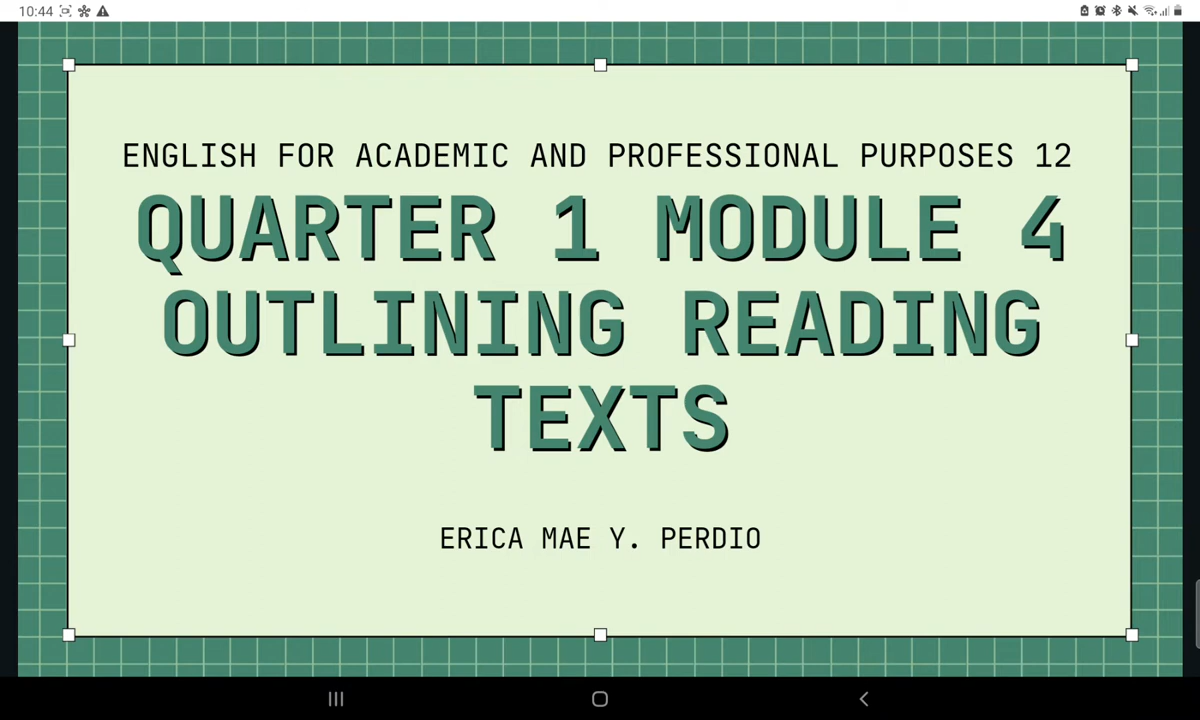 10:44
ENGLISH FOR ACADEMIC AND PROFESSIONAL PURPOSES 12
QUARTER 1 MODULE 4
OUTLINING READING
TEXTS
ERICA MAE Y. PERDIO